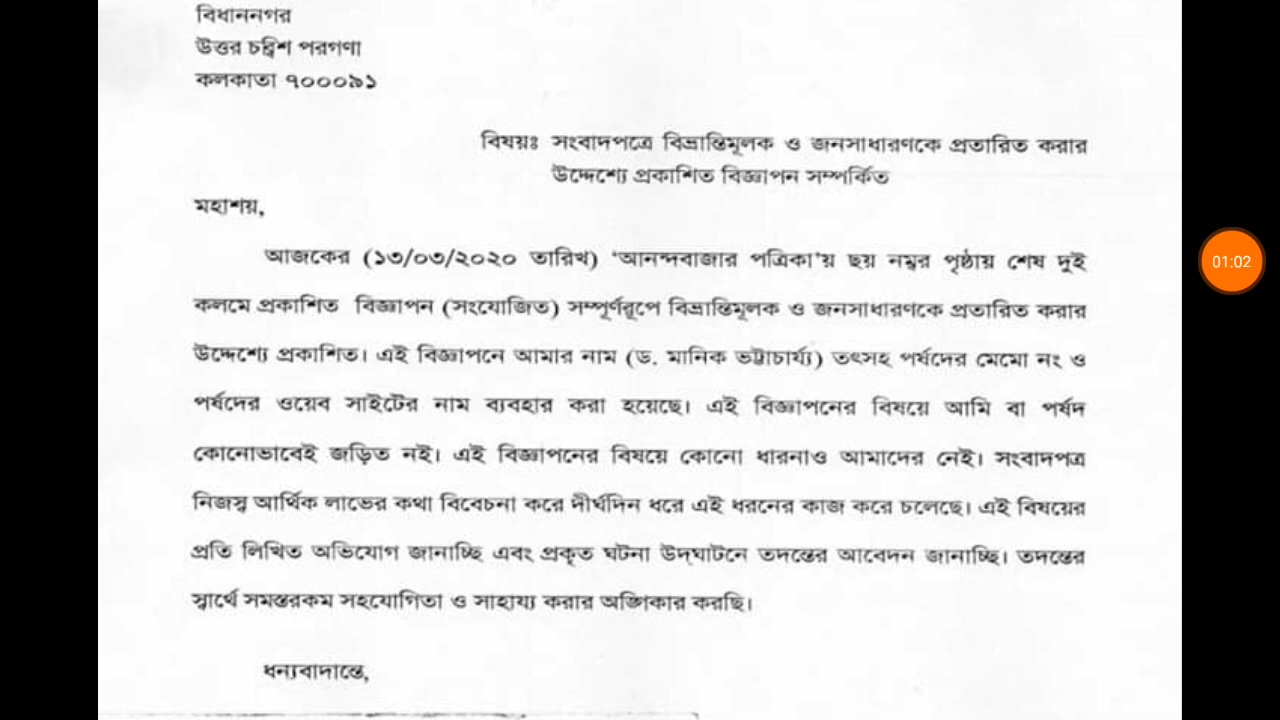 বিধাননগর
উত্তর চব্বিশ পরগণা
কলকাতা ৭০০০৯১
বিষয়ঃ সংবাদপত্রে বিভ্রান্তিমূলক ও জনসাধারণকে প্রতারিত করার
উদ্দেশ্যে প্রকাশিত বিজ্ঞাপন সম্পর্কিত
মহাশয়,
আজকের (১৩/০৩/২০২০ তারিখ) 'আনন্দবাজার পত্রিকা'য় ছয় নম্বর পৃষ্ঠায় শেষ দুই
কলমে প্রকাশিত বিজ্ঞাপন (সংযোজিত) সম্পূর্ণরূপে বিভ্রান্তিমূলক ও জনসাধারণকে প্রতারিত করার
উদ্দেশ্যে প্রকাশিত। এই বিজ্ঞাপনে আমার নাম (ড. মানিক ভট্টাচার্য্য) তৎসহ পর্ষদের মেমো নং ও
পর্ষদের ওয়েব সাইটের নাম ব্যবহার করা হয়েছে। এই বিজ্ঞাপনের বিষয়ে আমি বা পর্ষদ
কোনোভাবেই জড়িত নই। এই বিজ্ঞাপনের বিষয়ে কোনো ধারনাও আমাদের নেই। সংবাদপত্র
নিজস্ব আর্থিক লাভের কথা বিবেচনা করে দীর্ঘদিন ধরে এই ধরনের কাজ করে চলেছে। এই বিষয়ের
প্রতি লিখিত অভিযোগ জানাচ্ছি এবং প্রকৃত ঘটনা উদ্‌ঘাটনে তদন্তের আবেদন জানাচ্ছি। তদন্তের
স্বার্থে সমস্তরকম সহযোগিতা ও সাহায্য করার অঙ্গিকার করছি।
ধন্যবাদান্তে,
01:02